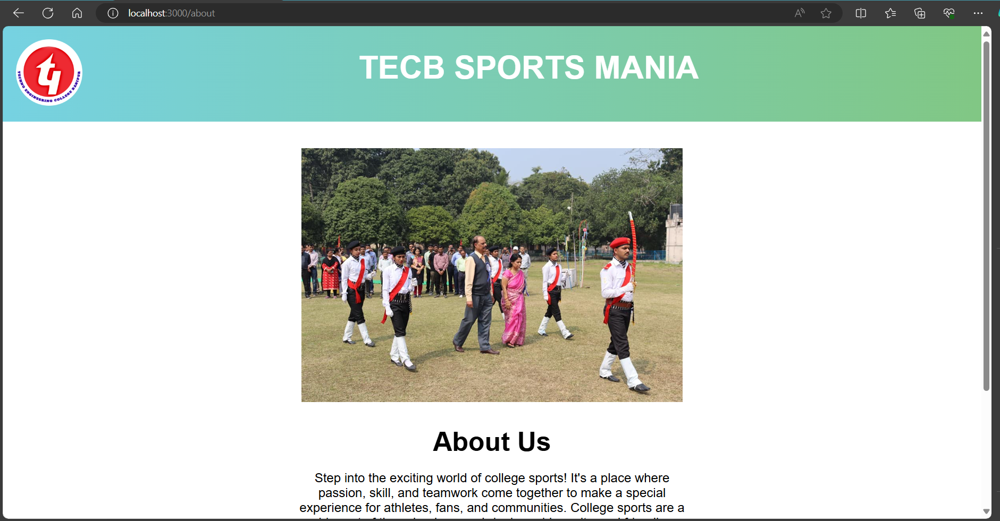 localhost:3000/about
TECHNO ENGINEERING COLLEGE BANIPUR
TECB SPORTS MANIA
About Us
Step into the exciting world of college sports! It's a place where
passion, skill, and teamwork come together to make a special
experience for athletes, fans, and communities. College sports are a